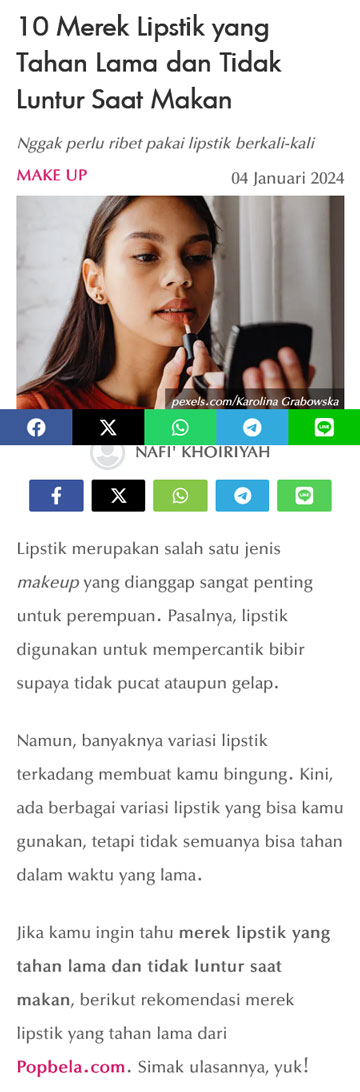 10 Merek Lipstik yang
Tahan Lama dan Tidak
Luntur Saat Makan
Nggak perlu ribet pakai lipstik berkali-kali
MAKE UP
04 Januari 2024
pexels.com/Karolina Grabowska
NAFI' KHOIRIYAH
Lipstik merupakan salah satu jenis
makeup yang dianggap sangat penting
untuk perempuan. Pasalnya, lipstik
digunakan untuk mempercantik bibir
supaya tidak pucat ataupun gelap.
Namun, banyaknya variasi lipstik
terkadang membuat kamu bingung. Kini,
ada berbagai variasi lipstik yang bisa kamu
gunakan, tetapi tidak semuanya bisa tahan
dalam waktu yang lama.
Jika kamu ingin tahu merek lipstik yang
tahan lama dan tidak luntur saat
makan, berikut rekomendasi merek
lipstik yang tahan lama dari
Popbela.com. Simak ulasannya, yuk!